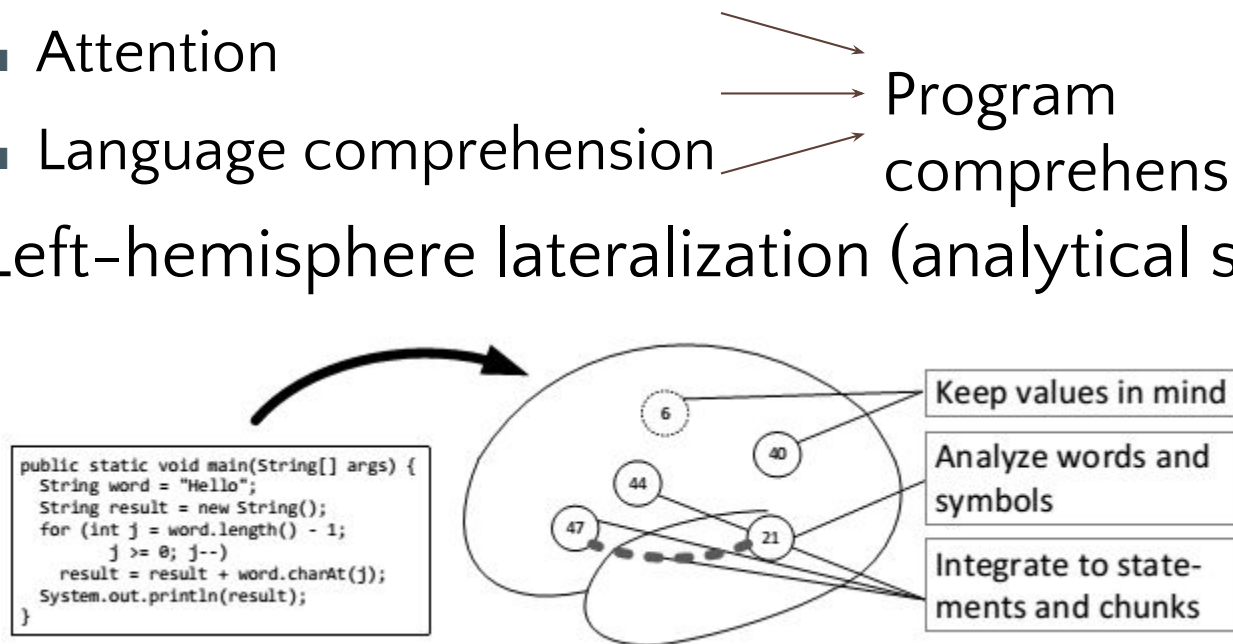 Attention
Program
Language comprehension
comprehens
Left-hemisphere lateralization (analytical s
public static void main(String[] args) {
String word = "Hello";
String result = new String();
for (int j = word.length() - 1;
j >= 0; j--)
result = result + word.charAt(j);
System.out.println(result);
}
6
40
44
47
21
Keep values in mind
Analyze words and
symbols
Integrate to state-
ments and chunks